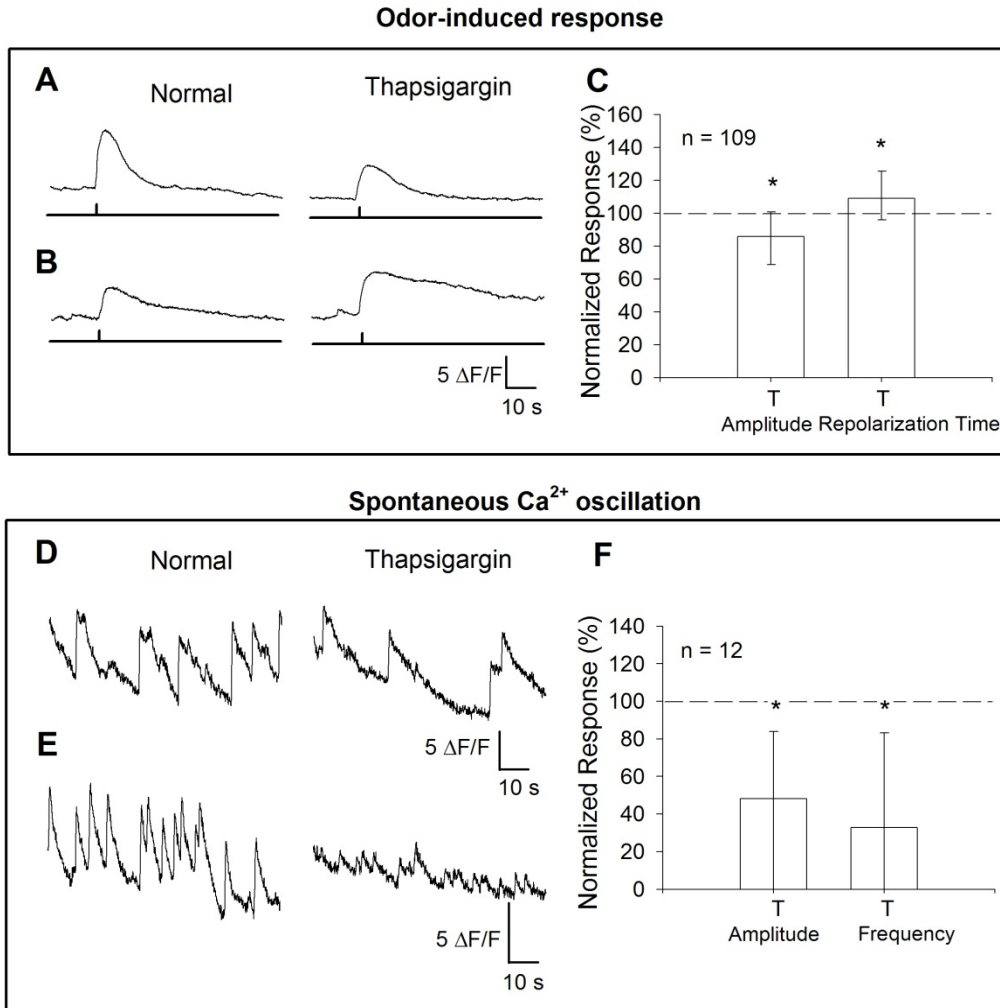 Odor-induced response
A
Normal
Thapsigargin
B
5 ΔF/F
10 s
C
Normalized Response (%)
160
140
120
100
80
60
40
20
0
n = 109
*
*
T
T
Amplitude Repolarization Time
Spontaneous Ca²⁺ oscillation
D
Normal
Thapsigargin
5 ΔF/F
10 s
E
5 ΔF/F
10 s
F
Normalized Response (%)
140
120
100
80
60
40
20
0
n = 12
*
*
T
T
Amplitude Frequency